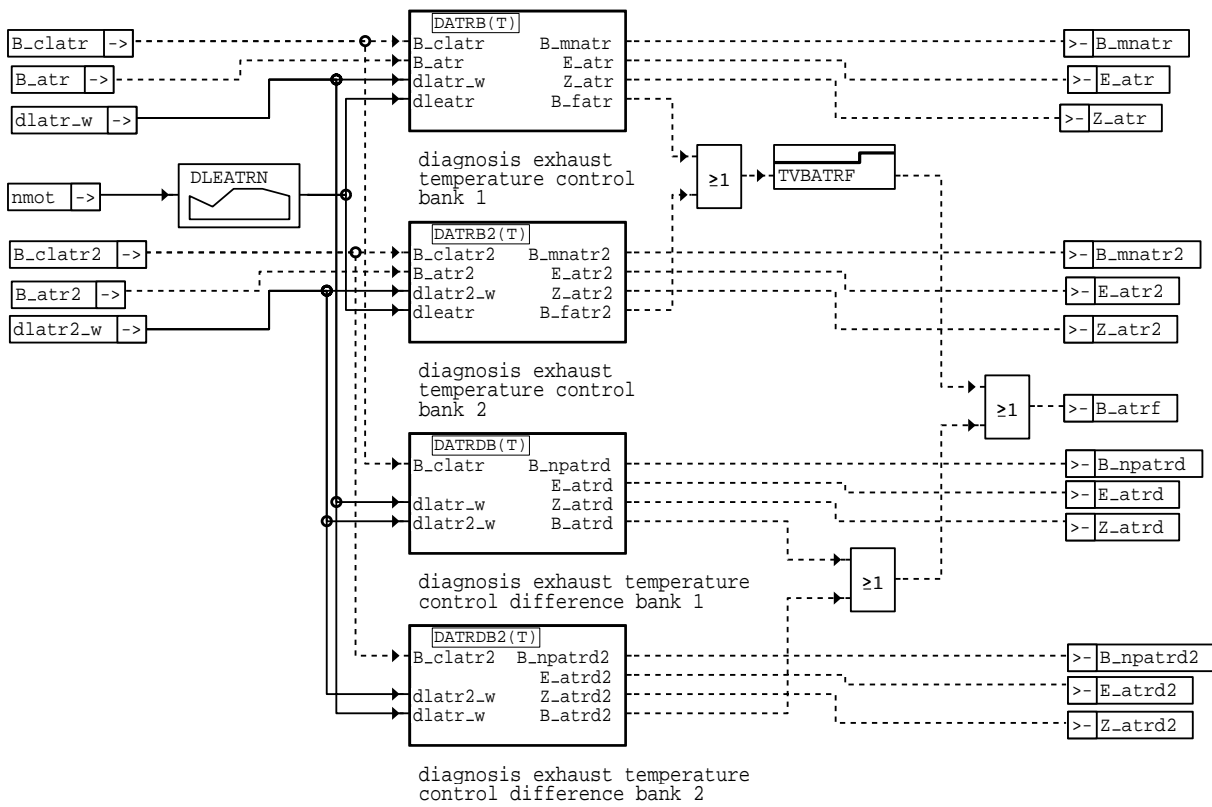 B_clatr ->
B_atr ->
dlatr_w ->
nmot ->
B_clatr2 ->
B_atr2 ->
dlatr2_w ->
DLEATRN
DATRB(T)
B_clatr B_mnatr
B_atr E_atr
dlatr_w Z_atr
dleatr B_fatr
diagnosis exhaust
temperature control
bank 1
DATRB2(T)
B_clatr2 B_mnatr2
B_atr2 E_atr2
dlatr2_w Z_atr2
dleatr B_fatr2
diagnosis exhaust
temperature control
bank 2
DATRDB(T)
B_clatr B_npatrd
E_atrd
dlatr_w Z_atrd
dlatr2_w B_atrd
diagnosis exhaust temperature
control difference bank 1
DATRDB2(T)
B_clatr2 B_npatrd2
E_atrd2
dlatr2_w Z_atrd2
dlatr_w B_atrd2
diagnosis exhaust temperature
control difference bank 2
≥1
TVBATRF
≥1
≥1
>- B_mnatr
>- E_atr
>- Z_atr
>- B_mnatr2
>- E_atr2
>- Z_atr2
>- B_atrf
>- B_npatrd
>- E_atrd
>- Z_atrd
>- B_npatrd2
>- E_atrd2
>- Z_atrd2